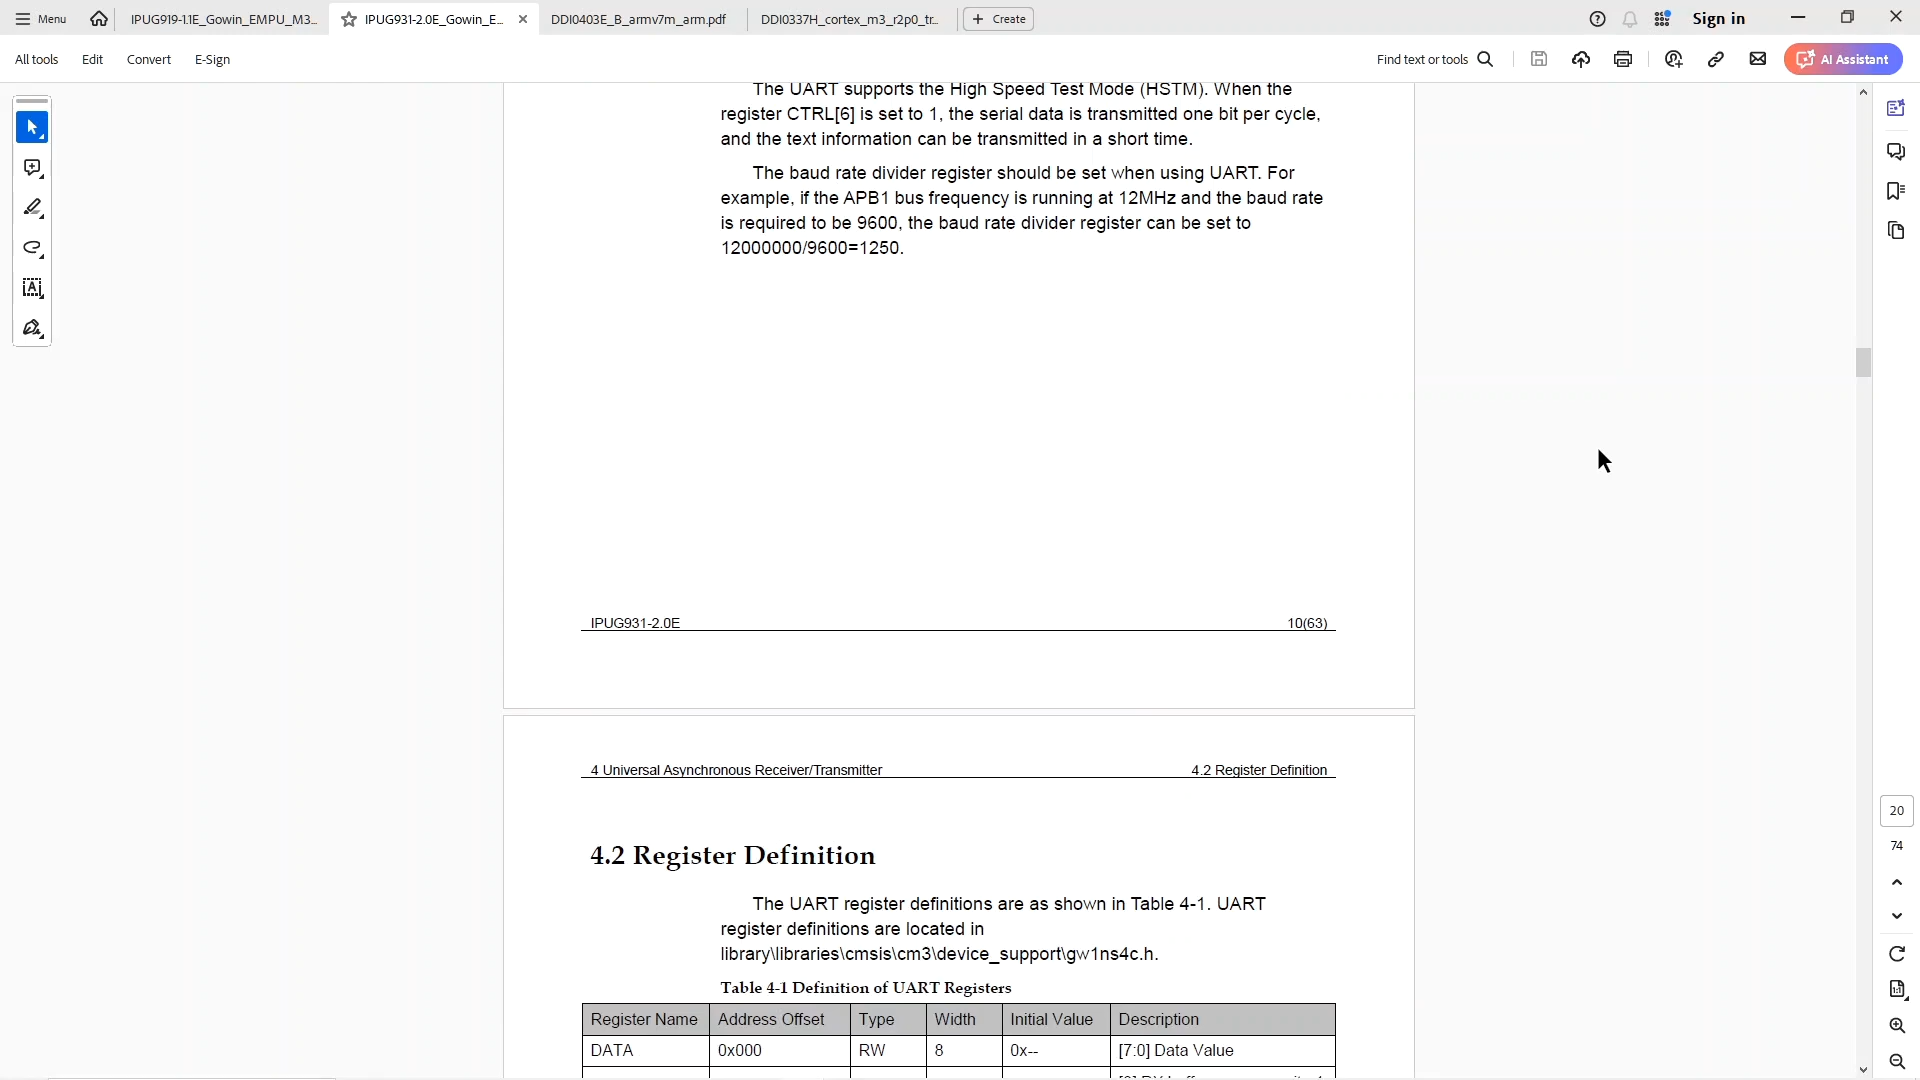 Menu
IPUG919-1.1E_Gowin_EMPU_M3...
IPUG931-2.0E_Gowin_E...
DDI0403E_B_armv7m_arm.pdf
DDI0337H_cortex_m3_r2p0_tr...
Create
Sign in
All tools
Edit
Convert
E-Sign
Find text or tools
AI Assistant
The UART supports the High Speed Test Mode (HSTM). When the
register CTRL[6] is set to 1, the serial data is transmitted one bit per cycle,
and the text information can be transmitted in a short time.
The baud rate divider register should be set when using UART. For
example, if the APB1 bus frequency is running at 12MHz and the baud rate
is required to be 9600, the baud rate divider register can be set to
12000000/9600=1250.
IPUG931-2.0E 10(63)
4 Universal Asynchronous Receiver/Transmitter 4.2 Register Definition
4.2 Register Definition
The UART register definitions are as shown in Table 4-1. UART
register definitions are located in
library\libraries\cmsis\cm3\device_support\gw1ns4c.h.
Table 4-1 Definition of UART Registers
Register Name Address Offset Type Width Initial Value Description
DATA 0x000 RW 8 0x-- [7:0] Data Value
20
74